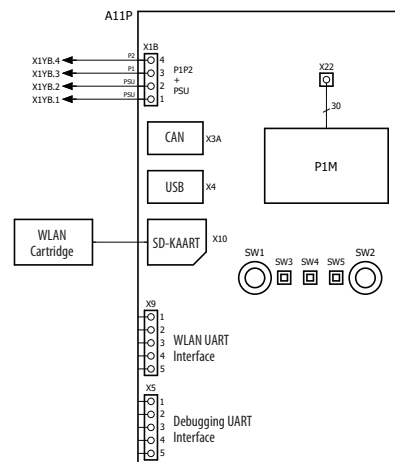 A11P
X1B
X22
X1YB.4 P2 4
X1YB.3 P1 3
X1YB.2 PSU 2
X1YB.1 PSU 1
P1P2
+
PSU
30
CAN X3A
P1M
USB X4
WLAN
Cartridge
SD-KAART X10
SW1 SW3 SW4 SW5 SW2
X9
1
2
3
4
5
WLAN UART
Interface
X5
1
2
3
4
5
Debugging UART
Interface